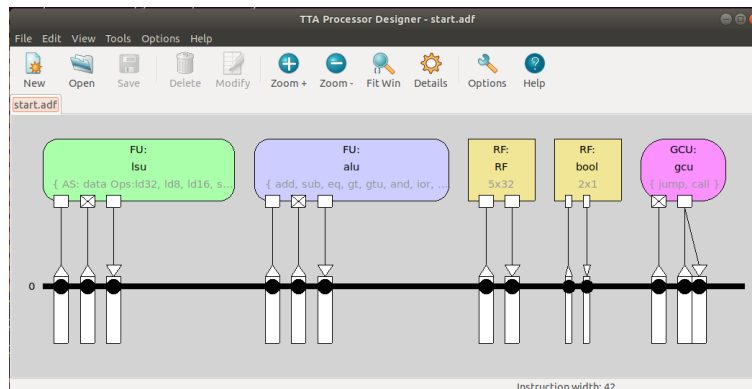 TTA Processor Designer - start.adf
File Edit View Tools Options Help
New Open Save Delete Modify Zoom + Zoom - Fit Win Details Options Help
start.adf
FU: FU: RF: RF: GCU:
lsu alu RF bool gcu
{ AS: data Ops:ld32, ld8, ld16, s... { add, sub, eq, gt, gtu, and, ior, ... 5x32 2x1 { jump, call }
0
Instruction width: 42